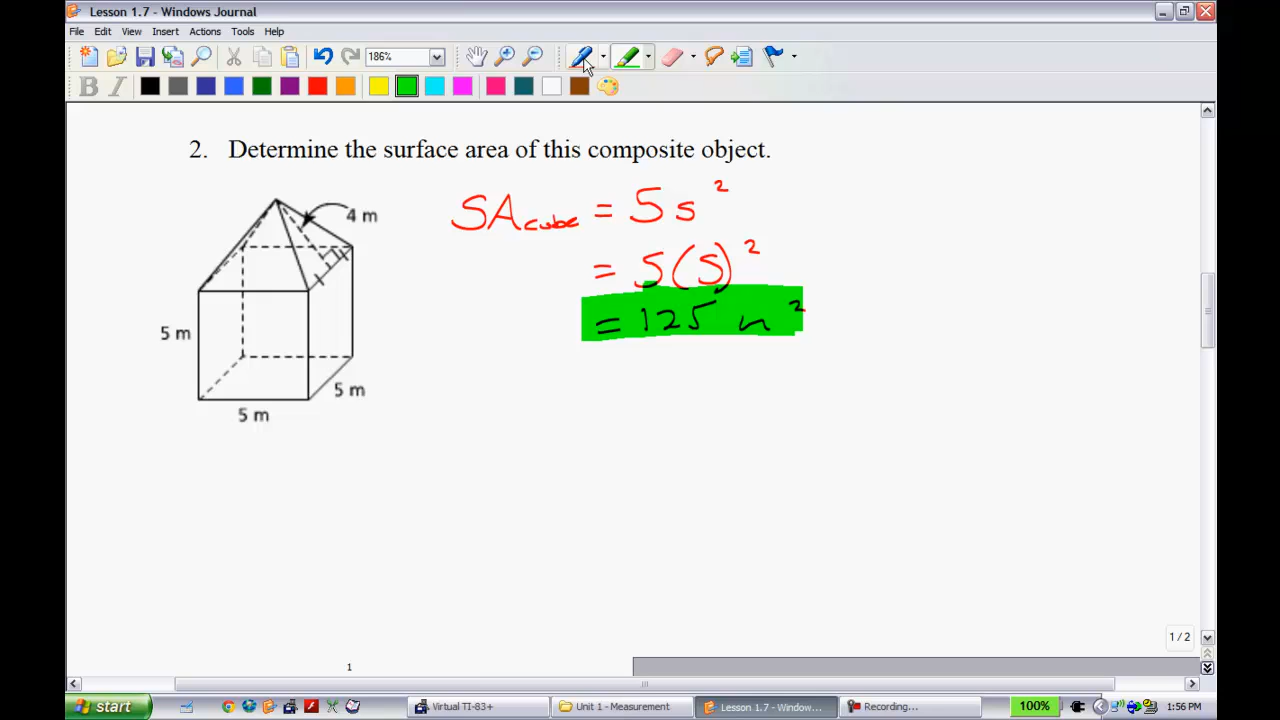 Lesson 1.7 - Windows Journal
File Edit View Insert Actions Tools Help
186%
B I
2. Determine the surface area of this composite object.
4 m
5 m
5 m
5 m
SAcube = 5s²
= 5(5)²
= 125 m²
1 / 2
1
start
Virtual TI-83+
Unit 1 - Measurement
Lesson 1.7 - Window...
Recording...
100%
1:56 PM